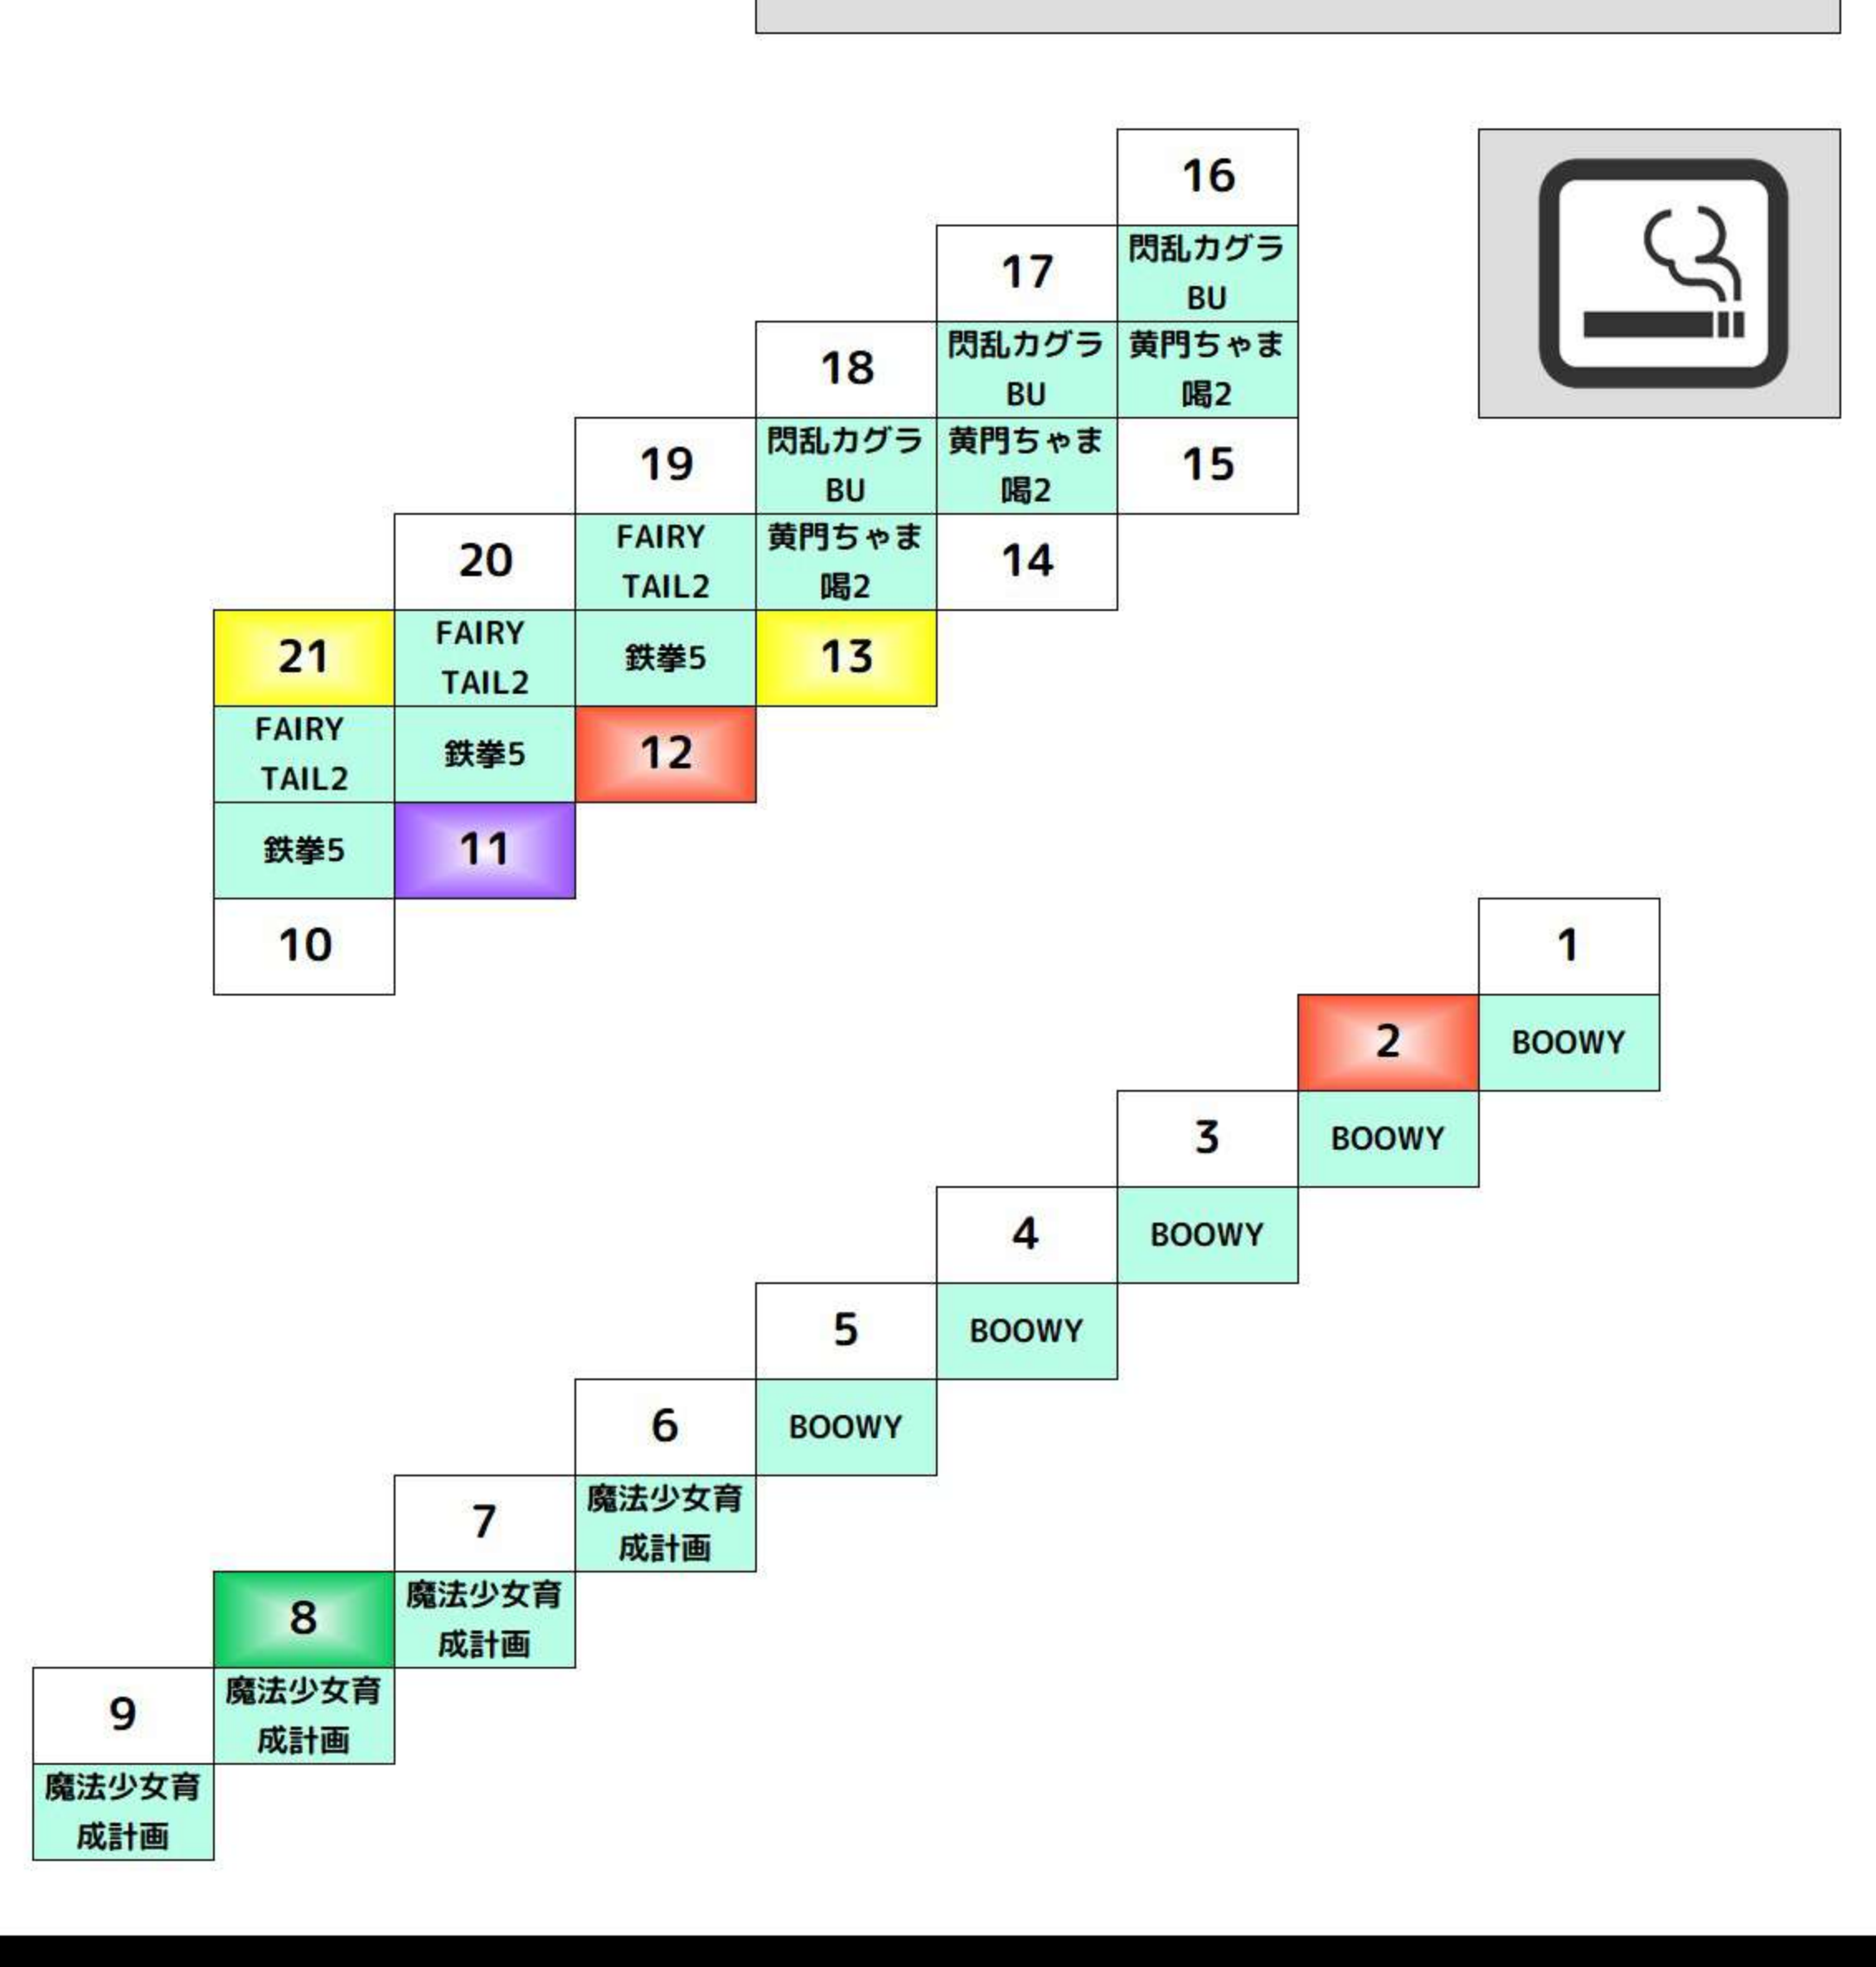 16
17
閃乱カグラ
BU
18
閃乱カグラ
BU
黄門ちゃま
喝2
19
閃乱カグラ
BU
黄門ちゃま
喝2
15
20
FAIRY
TAIL2
黄門ちゃま
喝2
14
21
FAIRY
TAIL2
鉄拳5
13
FAIRY
TAIL2
鉄拳5
12
鉄拳5
11
10
1
2
BOOWY
3
BOOWY
4
BOOWY
5
BOOWY
6
BOOWY
7
魔法少女育
成計画
8
魔法少女育
成計画
9
魔法少女育
成計画
魔法少女育
成計画